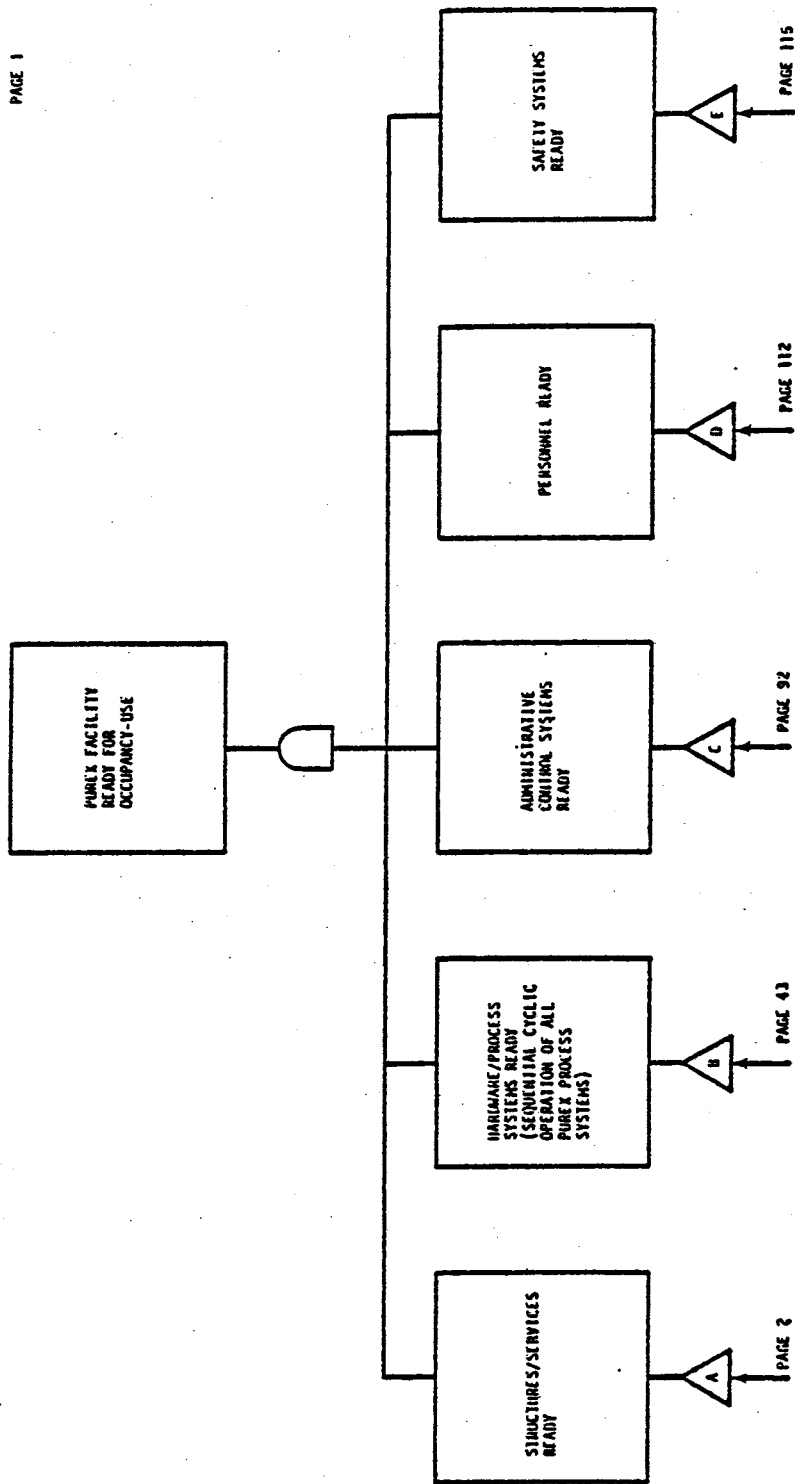 PAGE 1
PUREX FACILITY
READY FOR
OCCUPANCY-USE
STRUCTURES/SERVICES
READY
HARDWARE/PROCESS
SYSTEMS READY
(SEQUENTIAL CYCLIC
OPERATION OF ALL
PUREX PROCESS
SYSTEMS)
ADMINISTRATIVE
CONTROL SYSTEMS
READY
PERSONNEL READY
SAFETY SYSTEMS
READY
A
B
C
D
E
PAGE 2
PAGE 43
PAGE 92
PAGE 112
PAGE 115